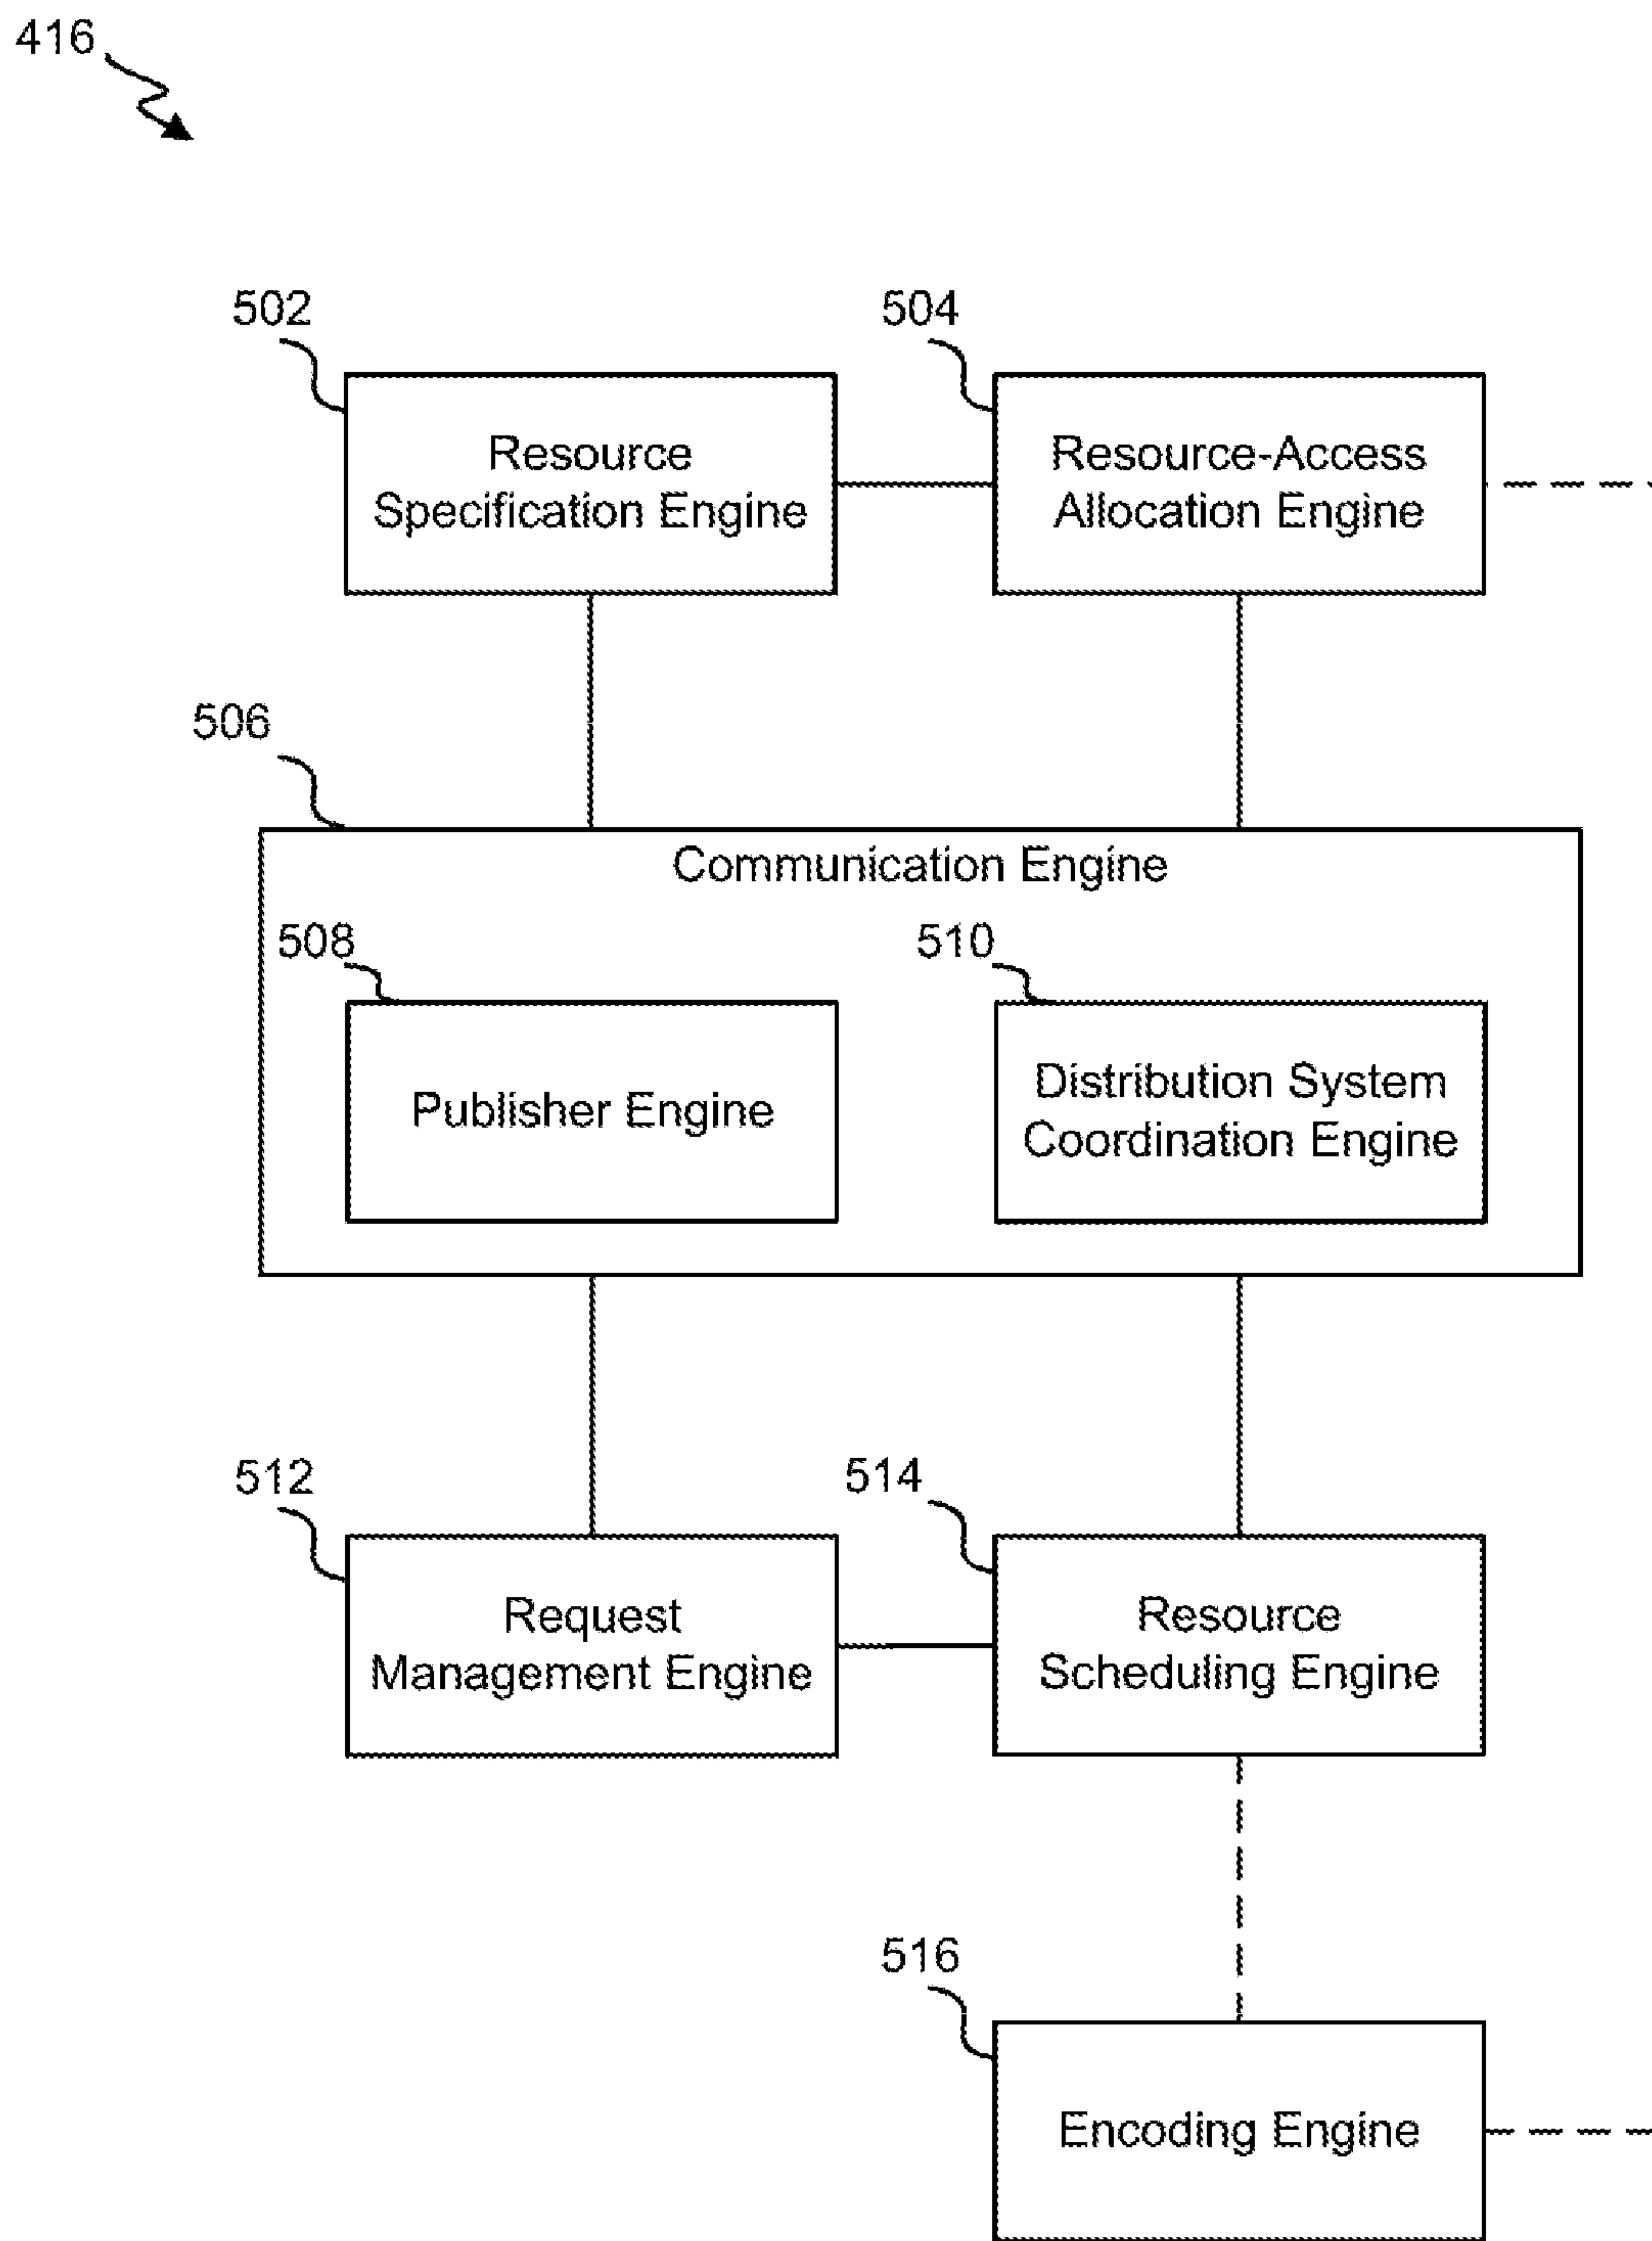 416
502
504
Resource
Specification Engine
Resource-Access
Allocation Engine
506
Communication Engine
508
510
Publisher Engine
Distribution System
Coordination Engine
512
514
Request
Management Engine
Resource
Scheduling Engine
516
Encoding Engine